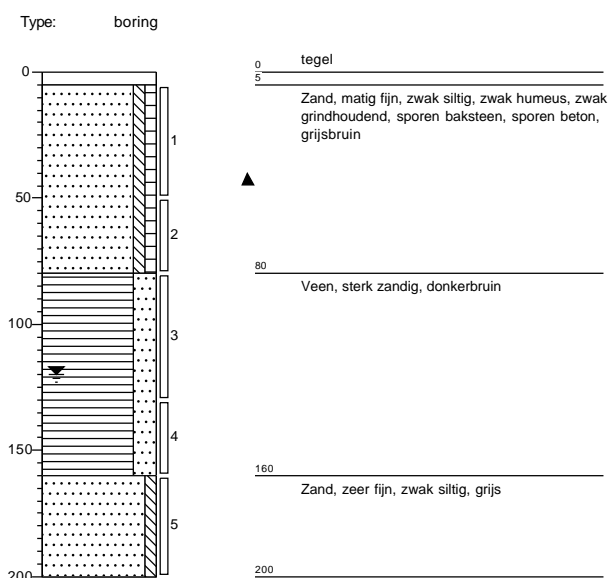 Type: boring
0
50
100
150
200
1
2
3
4
5
0
tegel
5
Zand, matig fijn, zwak siltig, zwak humeus, zwak
grindhoudend, sporen baksteen, sporen beton,
grijsbruin
80
Veen, sterk zandig, donkerbruin
160
Zand, zeer fijn, zwak siltig, grijs
200